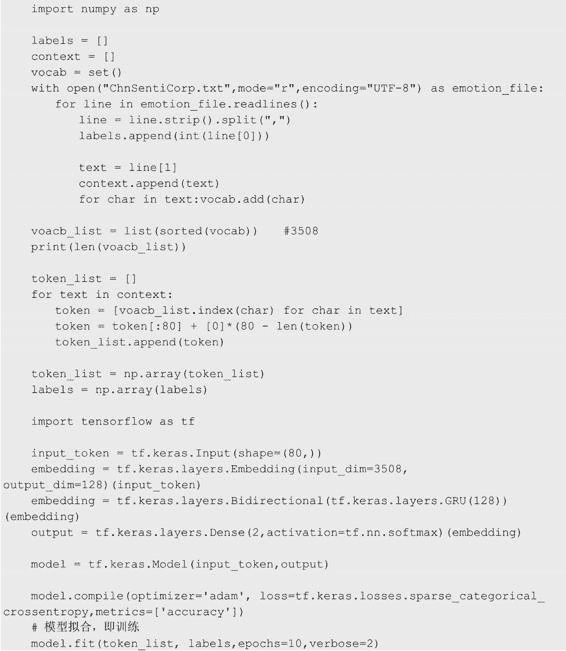 import numpy as np
labels = []
context = []
vocab = set()
with open("ChnSentiCorp.txt",mode="r",encoding="UTF-8") as emotion_file:
for line in emotion_file.readlines():
line = line.strip().split(",")
labels.append(int(line[0]))
text = line[1]
context.append(text)
for char in text:vocab.add(char)
voacb_list = list(sorted(vocab))    #3508
print(len(voacb_list))
token_list = []
for text in context:
token = [voacb_list.index(char) for char in text]
token = token[:80] + [0]*(80 - len(token))
token_list.append(token)
token_list = np.array(token_list)
labels = np.array(labels)
import tensorflow as tf
input_token = tf.keras.Input(shape=(80,))
embedding = tf.keras.layers.Embedding(input_dim=3508,
output_dim=128)(input_token)
embedding = tf.keras.layers.Bidirectional(tf.keras.layers.GRU(128))
(embedding)
output = tf.keras.layers.Dense(2,activation=tf.nn.softmax)(embedding)
model = tf.keras.Model(input_token,output)
model.compile(optimizer='adam', loss=tf.keras.losses.sparse_categorical_
crossentropy,metrics=['accuracy'])
# 模型拟合，即训练
model.fit(token_list, labels,epochs=10,verbose=2)